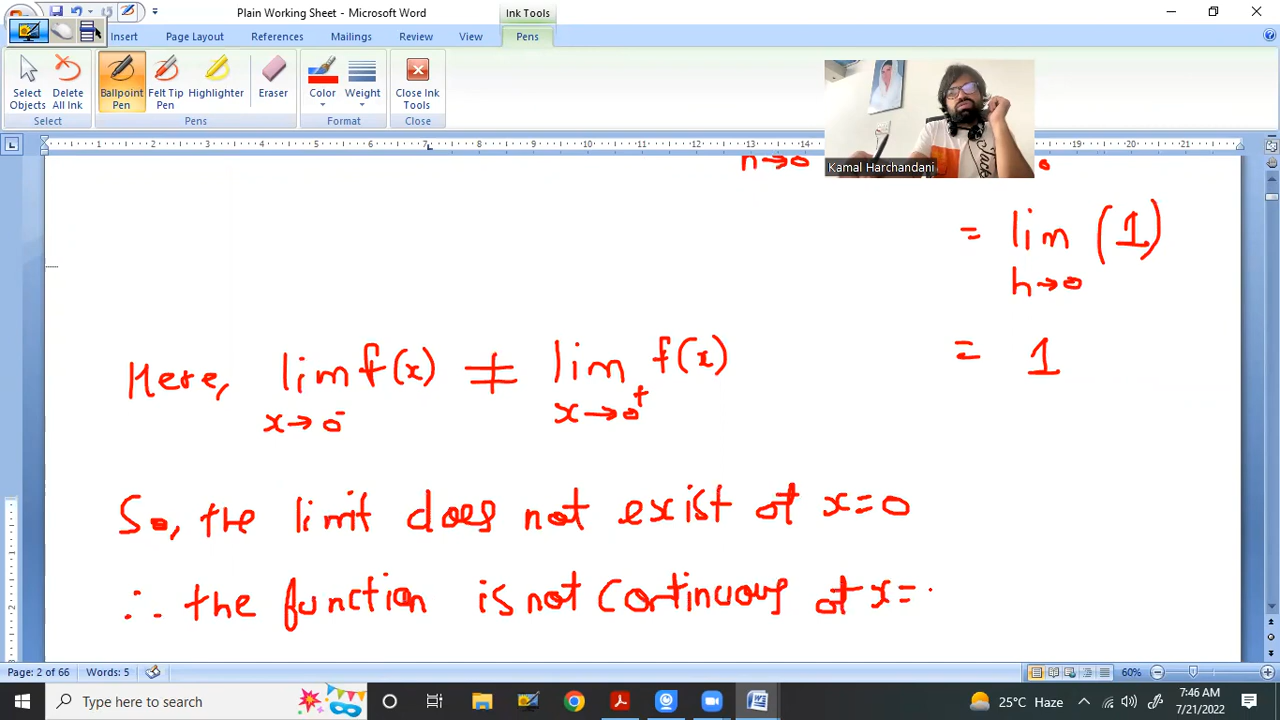 Plain Working Sheet - Microsoft Word
Ink Tools
Insert Page Layout References Mailings Review View Pens
Select Objects
Delete All Ink
Ballpoint Pen
Felt Tip Pen
Highlighter
Eraser
Color
Weight
Close Ink Tools
Select Pens Format Close
Kamal Harchandani
h→0
= lim (1)
h→0
= 1
Here, lim f(x) ≠ lim f(x)
x→0⁻ x→0⁺
So, the limit does not exist at x=0
∴ the function is not continuous at x=
Page: 2 of 66 Words: 5 60%
Type here to search
25°C Haze
7:46 AM
7/21/2022